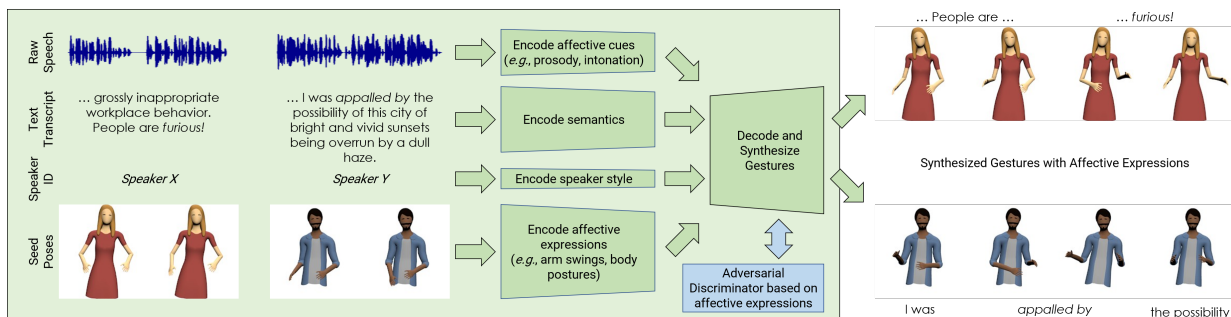 Raw
Speech
Text
Transcript
Speaker
ID
Seed
Poses
... grossly inappropriate
workplace behavior.
People are furious!
... I was appalled by the
possibility of this city of
bright and vivid sunsets
being overrun by a dull
haze.
Speaker X
Speaker Y
Encode affective cues
(e.g., prosody, intonation)
Encode semantics
Encode speaker style
Encode affective
expressions
(e.g., arm swings, body
postures)
Decode and
Synthesize
Gestures
Adversarial
Discriminator based on
affective expressions
... People are ...
... furious!
Synthesized Gestures with Affective Expressions
I was
appalled by
the possibility